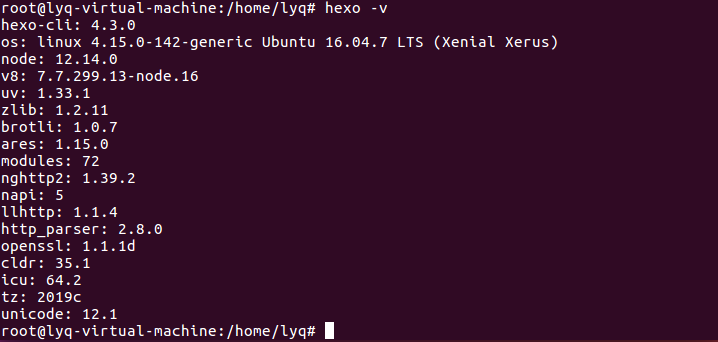 root@lyq-virtual-machine:/home/lyq# hexo -v
hexo-cli: 4.3.0
os: linux 4.15.0-142-generic Ubuntu 16.04.7 LTS (Xenial Xerus)
node: 12.14.0
v8: 7.7.299.13-node.16
uv: 1.33.1
zlib: 1.2.11
brotli: 1.0.7
ares: 1.15.0
modules: 72
nghttp2: 1.39.2
napi: 5
llhttp: 1.1.4
http_parser: 2.8.0
openssl: 1.1.1d
cldr: 35.1
icu: 64.2
tz: 2019c
unicode: 12.1
root@lyq-virtual-machine:/home/lyq#